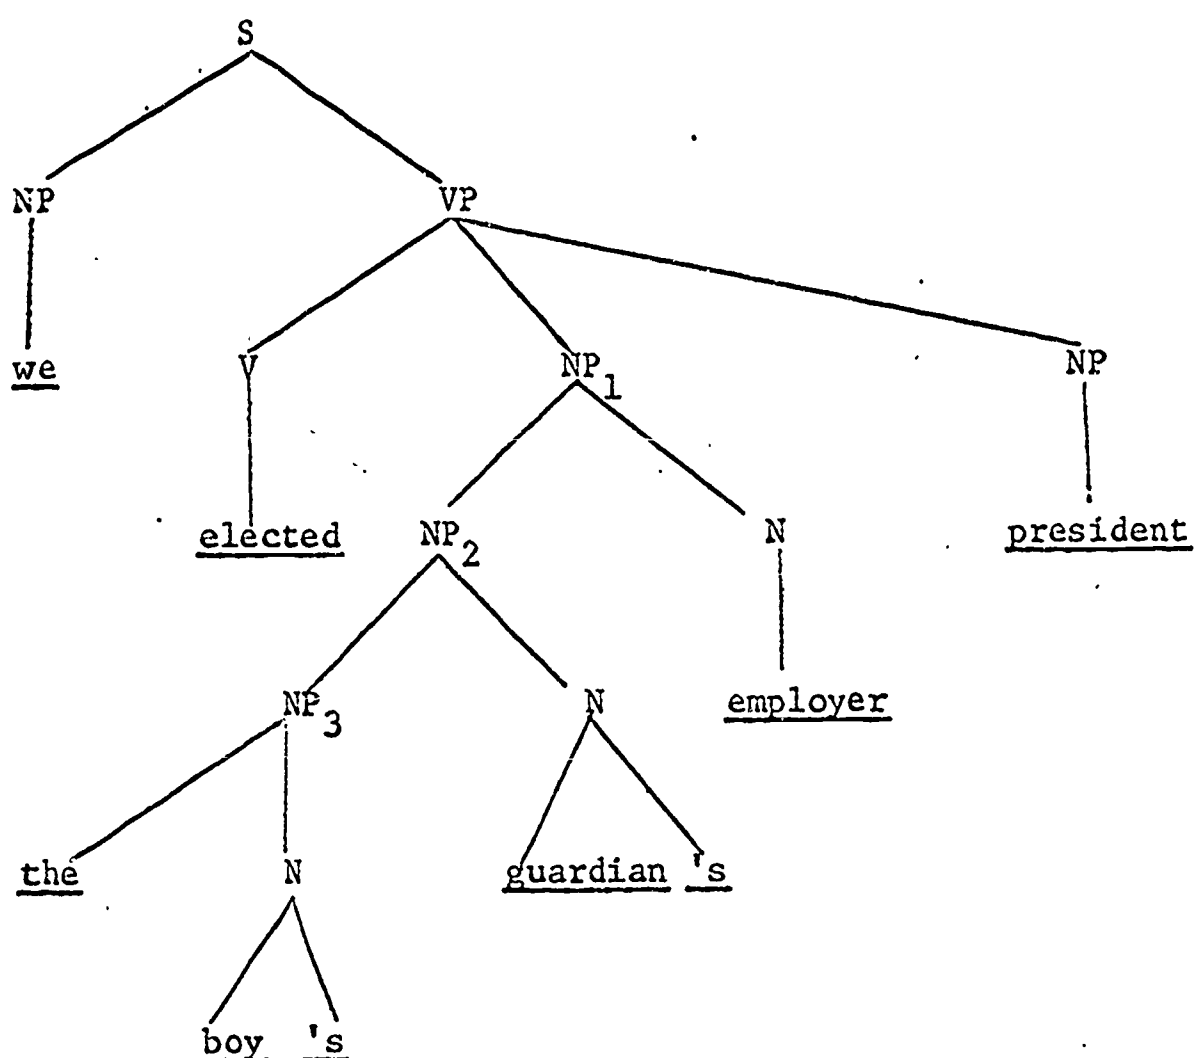 S
NP VP
we V NP1 NP
elected NP2 N president
NP3 N employer
the N guardian 's
boy 's